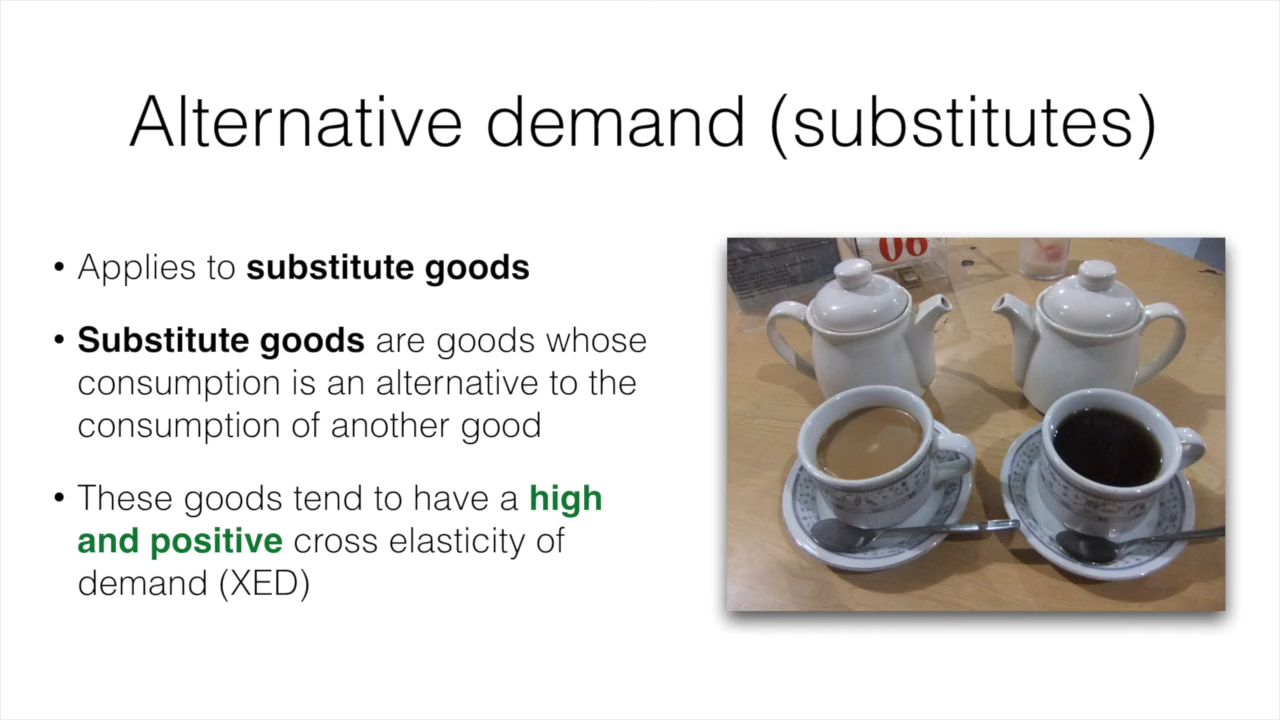 Alternative demand (substitutes)
• Applies to substitute goods
• Substitute goods are goods whose
consumption is an alternative to the
consumption of another good
• These goods tend to have a high
and positive cross elasticity of
demand (XED)
08